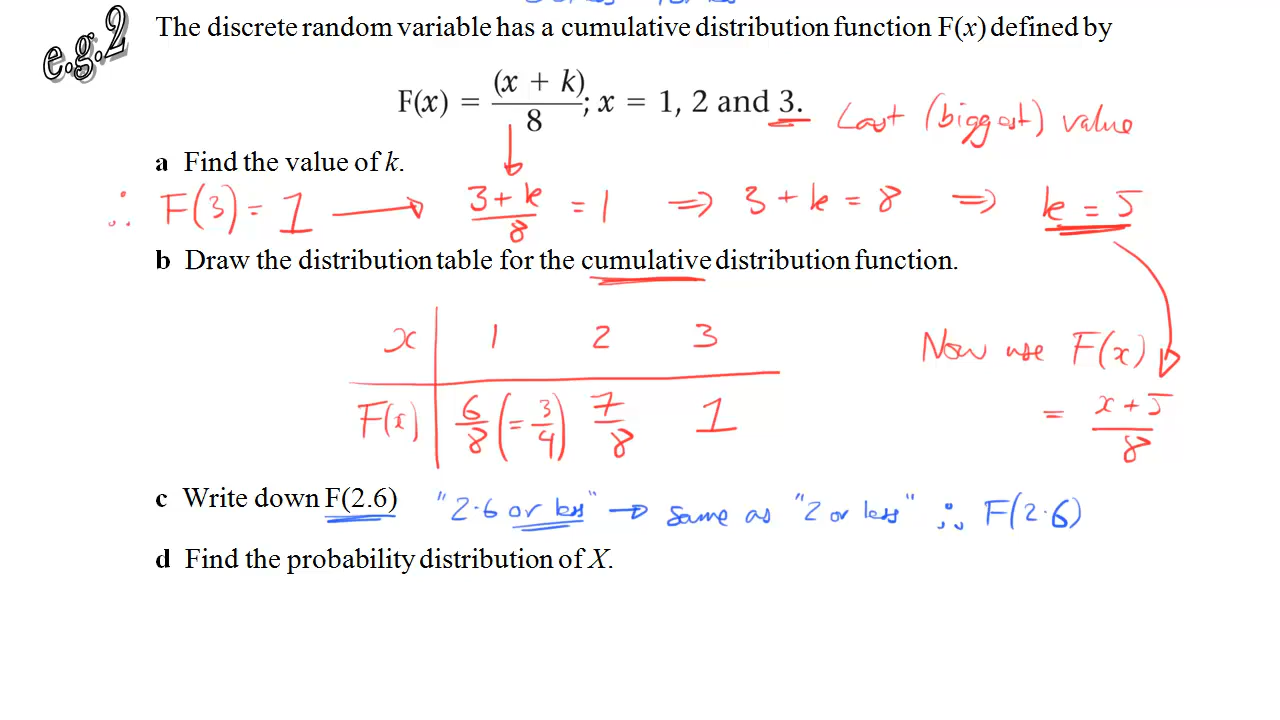 e.g.2
The discrete random variable has a cumulative distribution function F(x) defined by
F(x) = (x + k)/8; x = 1, 2 and 3.
Last (biggest) value
a Find the value of k.
∴ F(3) = 1 → (3+k)/8 = 1 ⇒ 3 + k = 8 ⇒ k = 5
b Draw the distribution table for the cumulative distribution function.
x 1 2 3
F(x) 6/8 (= 3/4) 7/8 1
Now use F(x)
= (x+5)/8
c Write down F(2.6) "2.6 or less" → same as "2 or less" ∴ F(2.6)
d Find the probability distribution of X.